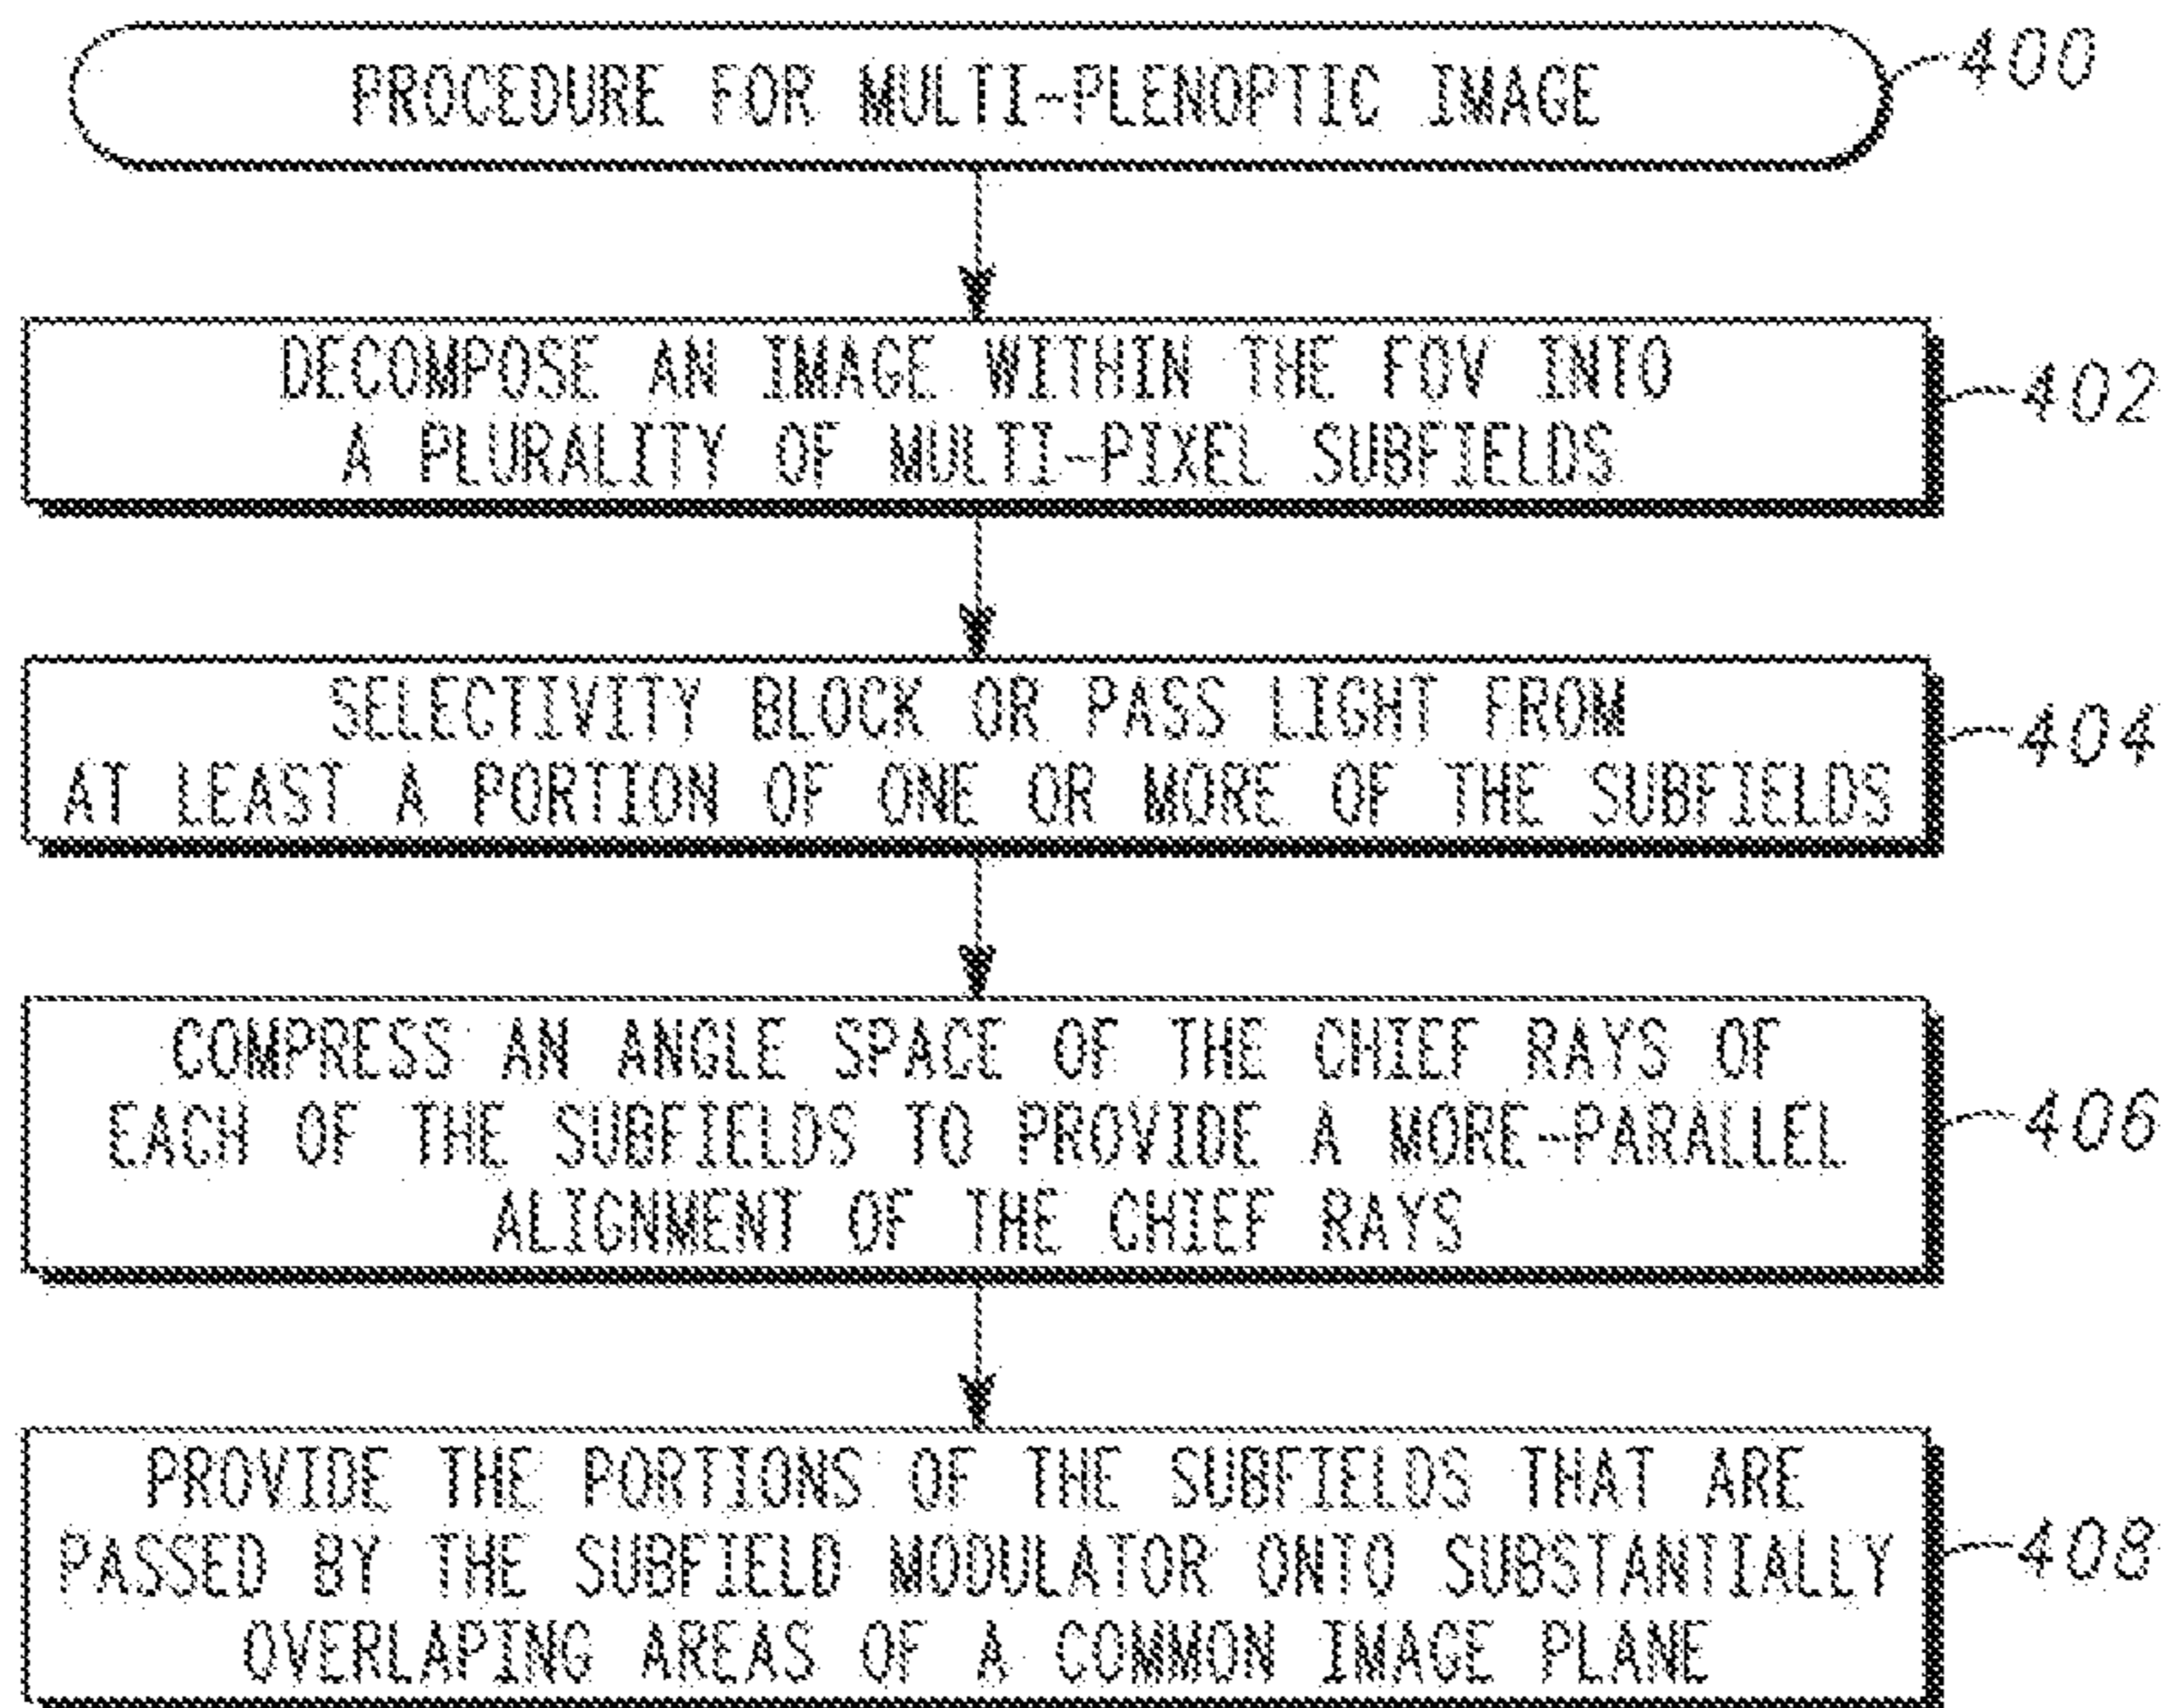 PROCEDURE FOR MULTI-PLENOPTIC IMAGE
400
DECOMPOSE AN IMAGE WITHIN THE FOV INTO
A PLURALITY OF MULTI-PIXEL SUBFIELDS
402
SELECTIVITY BLOCK OR PASS LIGHT FROM
AT LEAST A PORTION OF ONE OR MORE OF THE SUBFIELDS
404
COMPRESS AN ANGLE SPACE OF THE CHIEF RAYS OF
EACH OF THE SUBFIELDS TO PROVIDE A MORE-PARALLEL
ALIGNMENT OF THE CHIEF RAYS
406
PROVIDE THE PORTIONS OF THE SUBFIELDS THAT ARE
PASSED BY THE SUBFIELD MODULATOR ONTO SUBSTANTIALLY
OVERLAPING AREAS OF A COMMON IMAGE PLANE
408